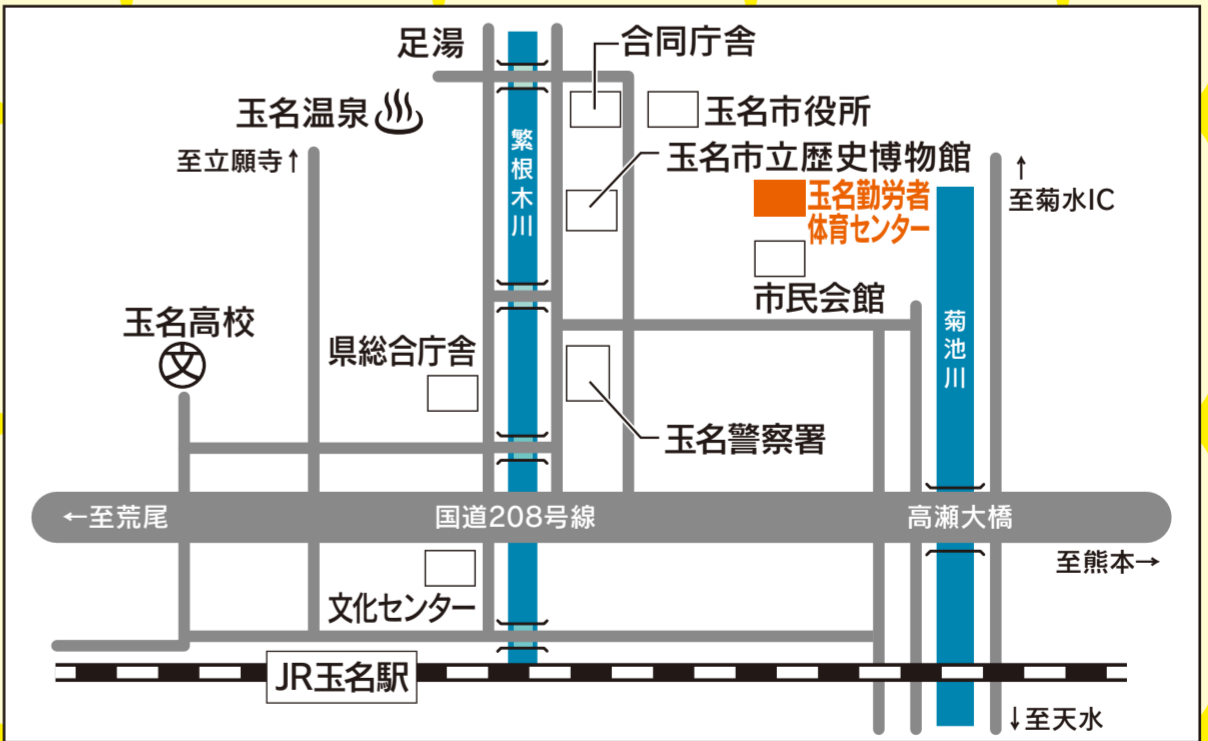 足湯
合同庁舎
玉名温泉
玉名市役所
至立願寺↑
繁根木川
玉名市立歴史博物館
↑
至菊水IC
玉名勤労者
体育センター
市民会館
玉名高校
文
県総合庁舎
菊池川
玉名警察署
←至荒尾
国道208号線
高瀬大橋
至熊本→
文化センター
JR玉名駅
↓至天水